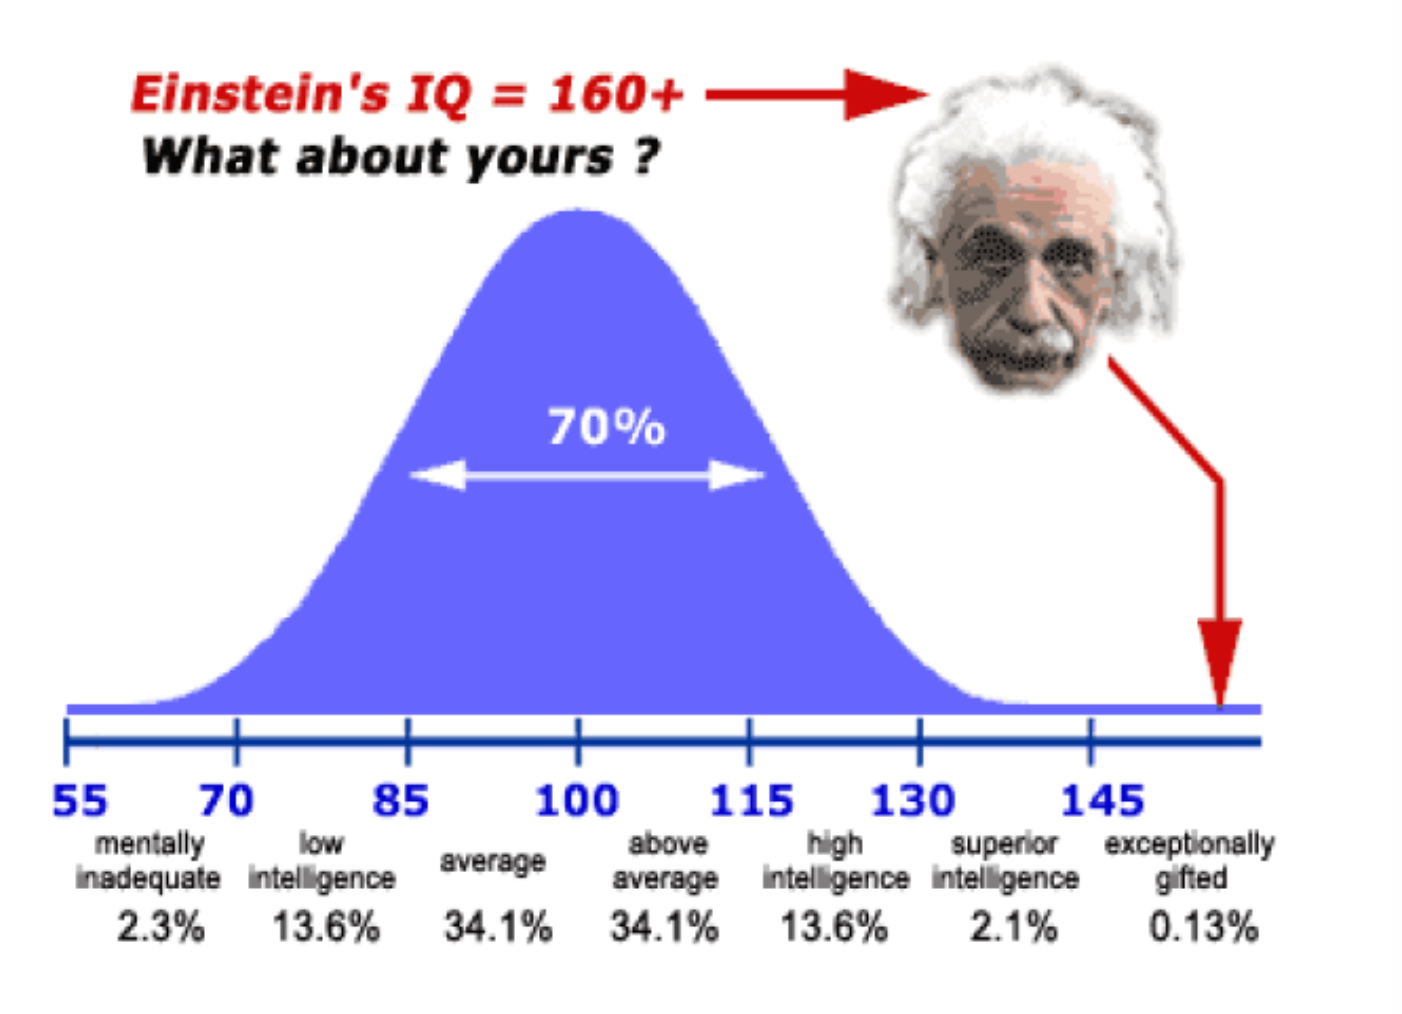 Einstein's IQ = 160+
What about yours ?
70%
55 70 85 100 115 130 145
mentally inadequate
low intelligence
average
above average
high intelligence
superior intelligence
exceptionally gifted
2.3% 13.6% 34.1% 34.1% 13.6% 2.1% 0.13%